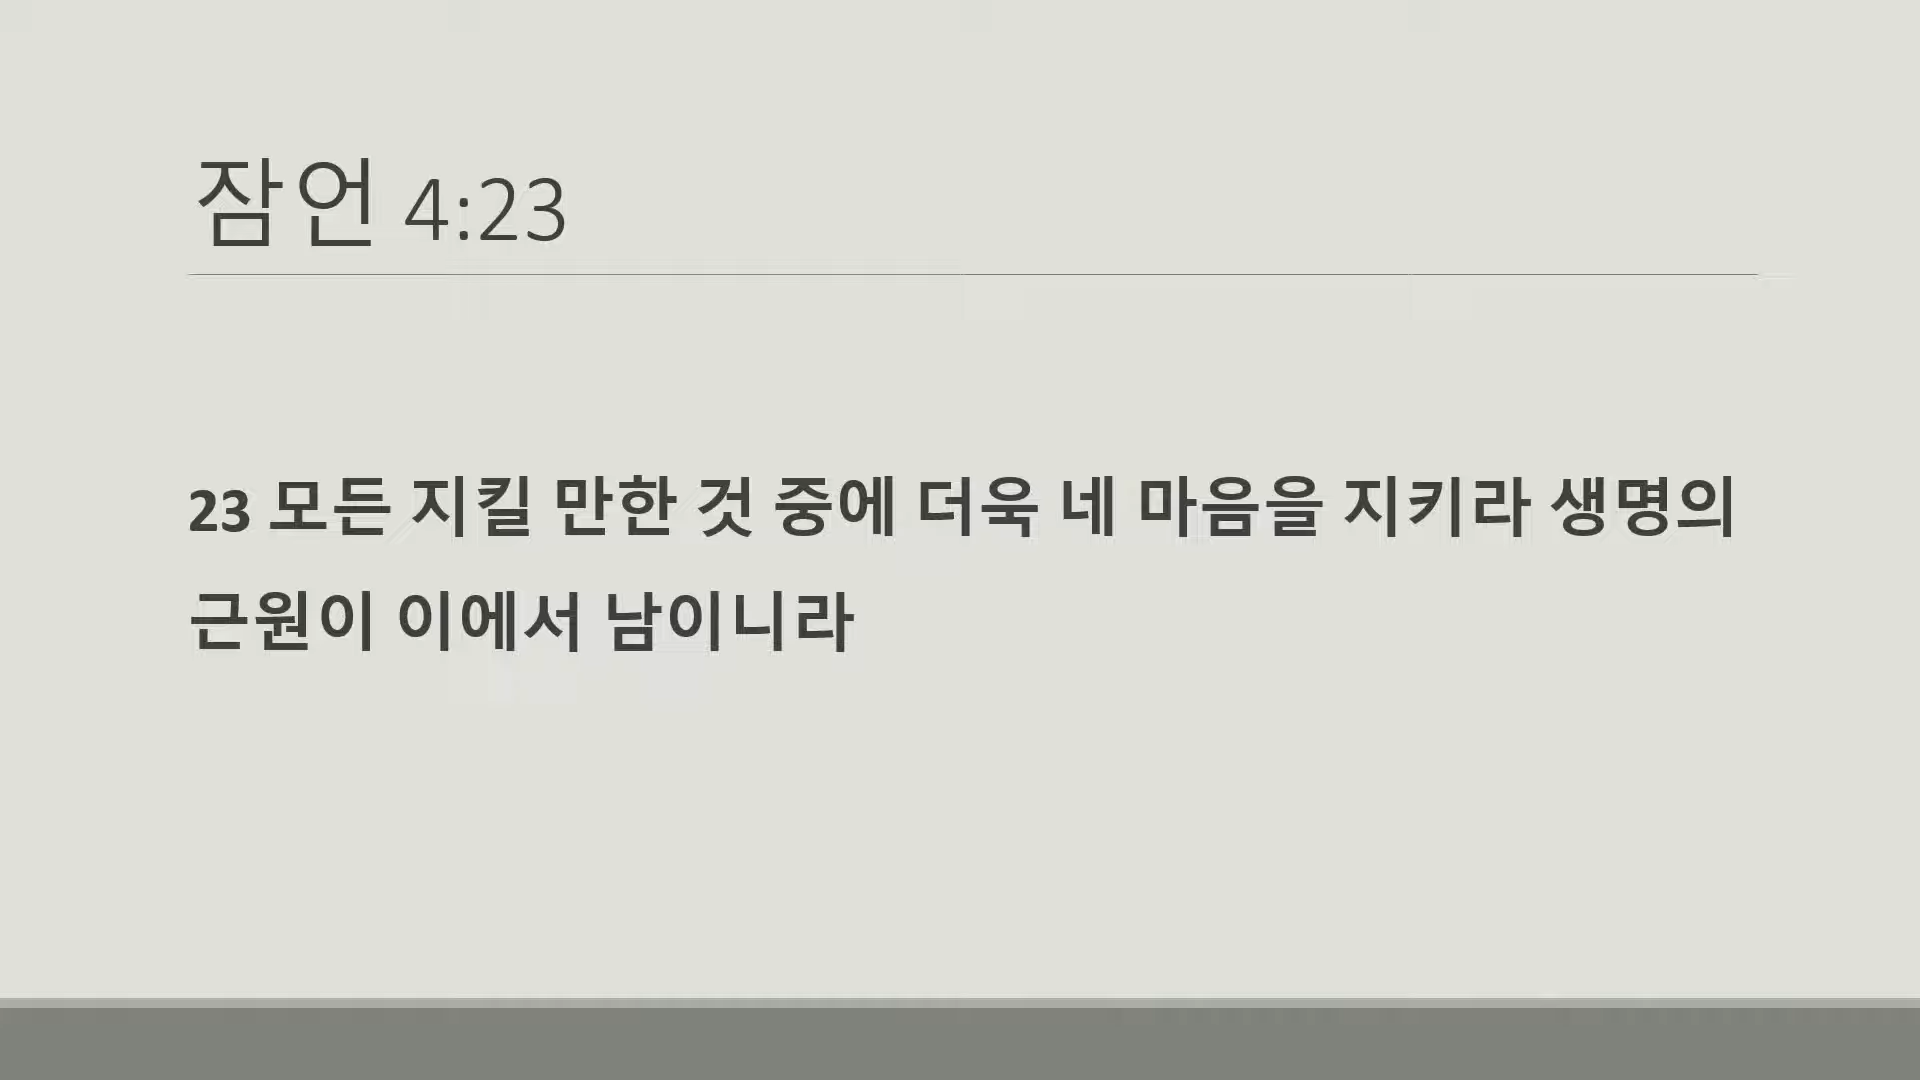 잠언 4:23
23 모든 지킬 만한 것 중에 더욱 네 마음을 지키라 생명의
근원이 이에서 남이니라